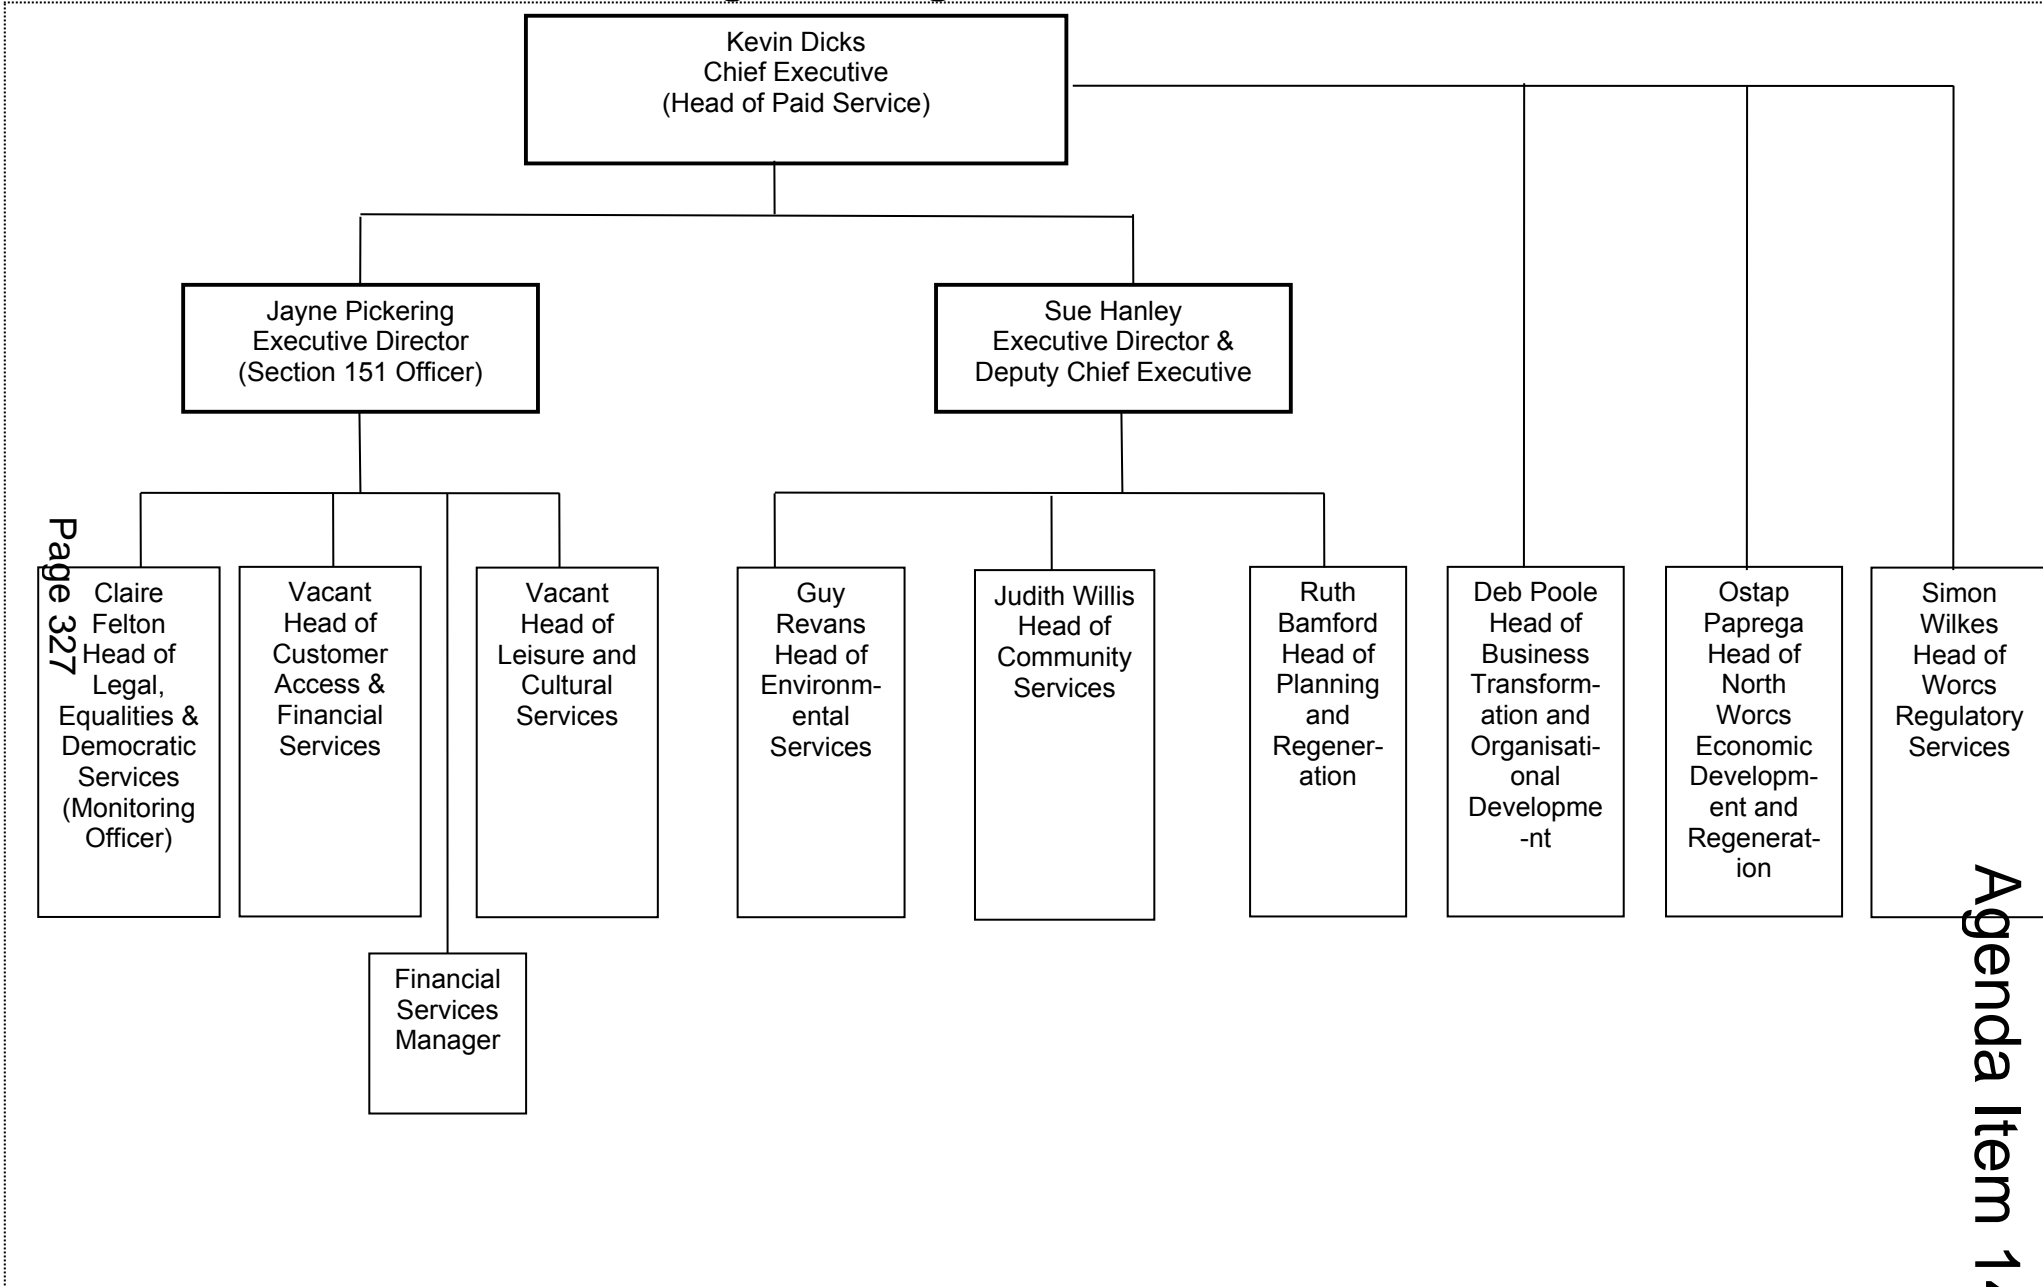 Kevin Dicks
Chief Executive
(Head of Paid Service)
Jayne Pickering
Executive Director
(Section 151 Officer)
Sue Hanley
Executive Director &
Deputy Chief Executive
Page 327
Claire
Felton
Head of
Legal,
Equalities &
Democratic
Services
(Monitoring
Officer)
Vacant
Head of
Customer
Access &
Financial
Services
Vacant
Head of
Leisure and
Cultural
Services
Guy
Revans
Head of
Environm-
ental
Services
Judith Willis
Head of
Community
Services
Ruth
Bamford
Head of
Planning
and
Regener-
ation
Deb Poole
Head of
Business
Transform-
ation and
Organisati-
onal
Developme
-nt
Ostap
Paprega
Head of
North
Worcs
Economic
Developm-
ent and
Regenerat-
ion
Simon
Wilkes
Head of
Worcs
Regulatory
Services
Financial
Services
Manager
Agenda Item